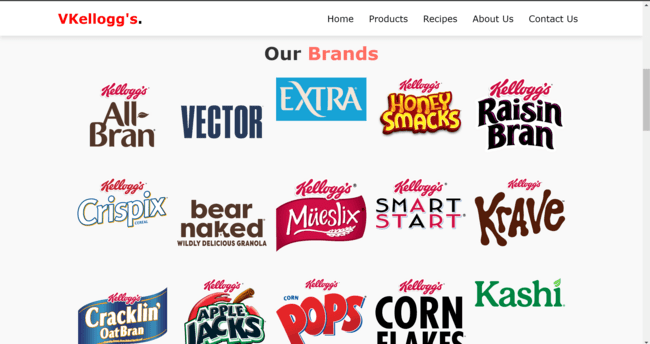 VKellogg's.
Home Products Recipes About Us Contact Us
Our Brands
Kellogg's
All-
Bran
VECTOR
EXTRA
Kellogg's
HONEY
SMACKS
Kellogg's
Raisin
Bran
Kellogg's
Crispix
CEREAL
bear
naked
WILDLY DELICIOUS GRANOLA
Kellogg's
Müeslix
Kellogg's
SMART
START
Kellogg's
KRAVE
Kellogg's
Cracklin'
Oat Bran
Kellogg's
APPLE
JACKS
Kellogg's
CORN
POPS
Kellogg's
CORN
FLAKES
Kashi